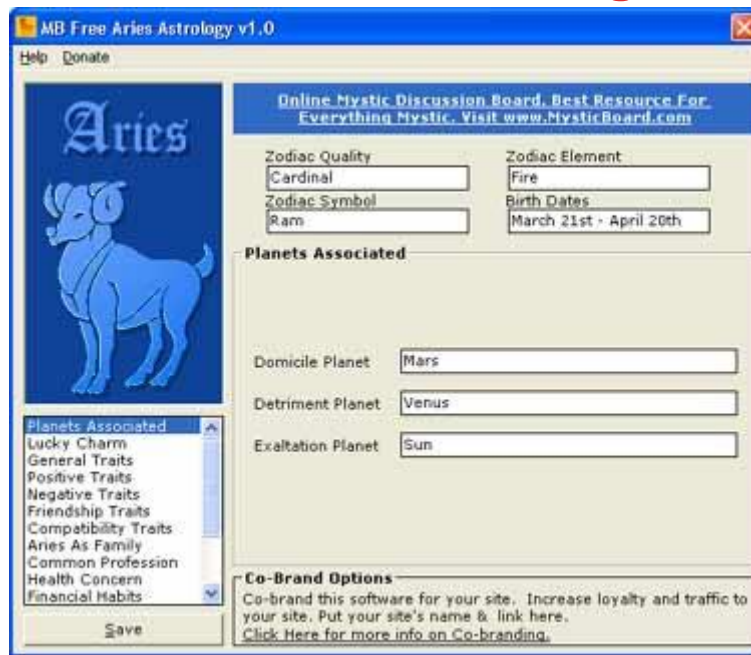 MB Free Aries Astrology v1.0
Help Donate
Aries
Online Mystic Discussion Board. Best Resource For
Everything Mystic. Visit www.MysticBoard.com
Zodiac Quality
Cardinal
Zodiac Element
Fire
Zodiac Symbol
Ram
Birth Dates
March 21st - April 20th
Planets Associated
Domicile Planet
Mars
Detriment Planet
Venus
Exaltation Planet
Sun
Planets Associated
Lucky Charm
General Traits
Positive Traits
Negative Traits
Friendship Traits
Compatibility Traits
Aries As Family
Common Profession
Health Concern
Financial Habits
Save
Co-Brand Options
Co-brand this software for your site. Increase loyalty and traffic to
your site. Put your site's name & link here.
Click Here for more info on Co-branding.